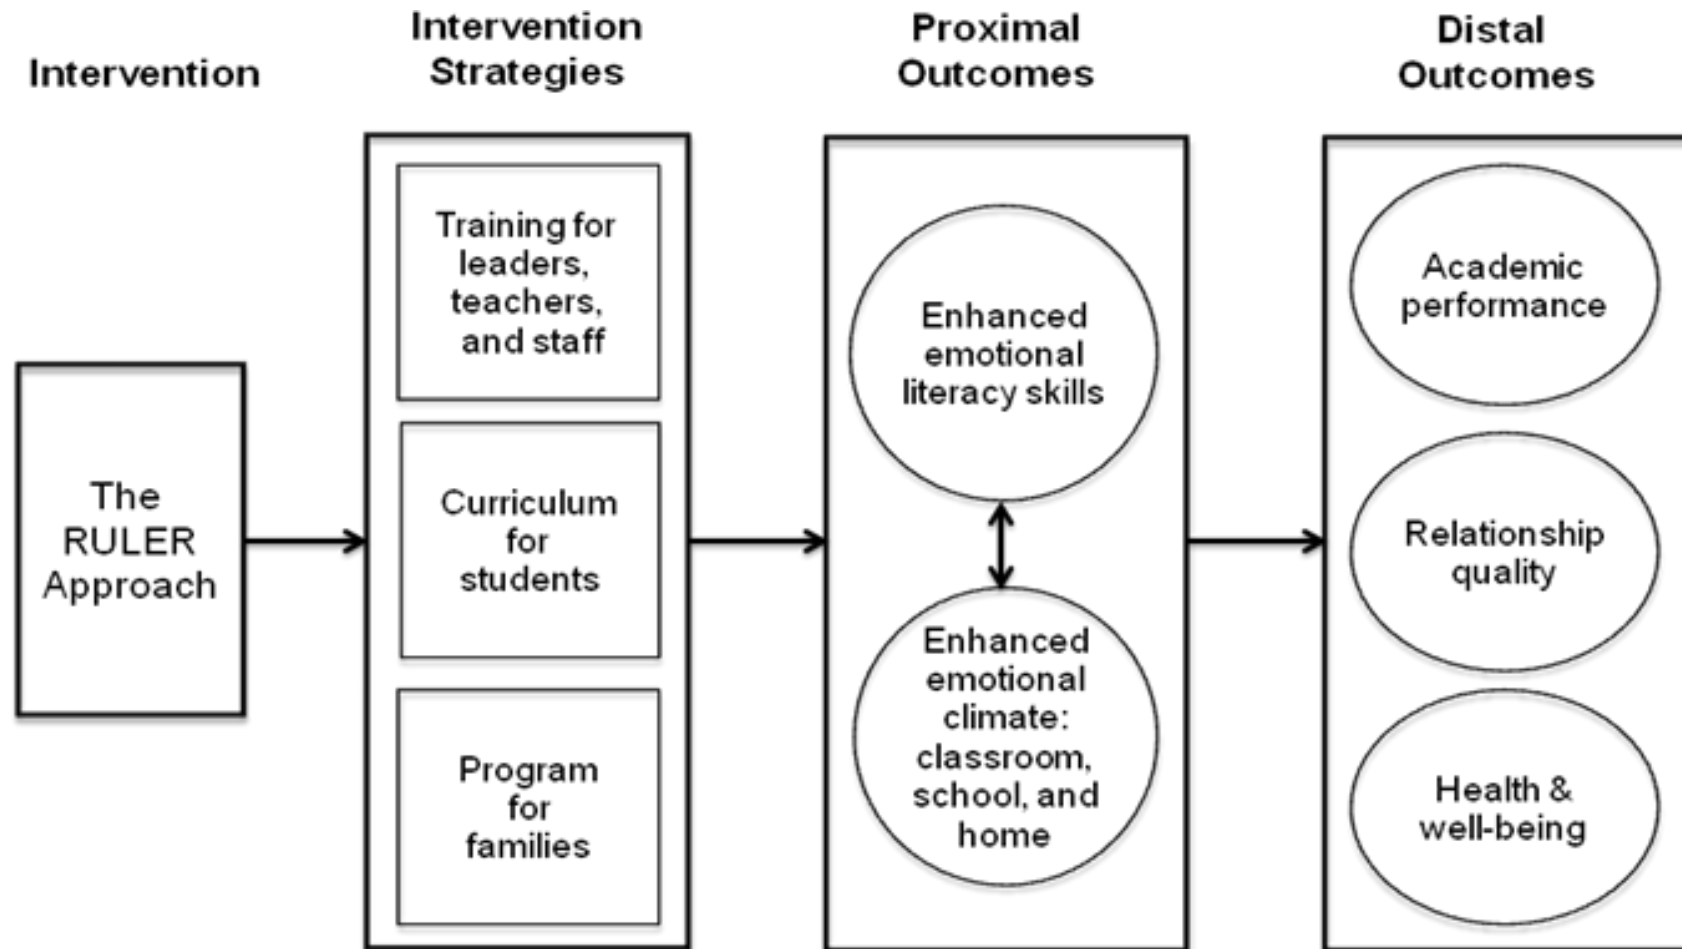 Intervention
Intervention
Strategies
Proximal
Outcomes
Distal
Outcomes
The
RULER
Approach
Training for
leaders,
teachers,
and staff
Curriculum
for
students
Program
for
families
Enhanced
emotional
literacy skills
Enhanced
emotional
climate:
classroom,
school, and
home
Academic
performance
Relationship
quality
Health &
well-being